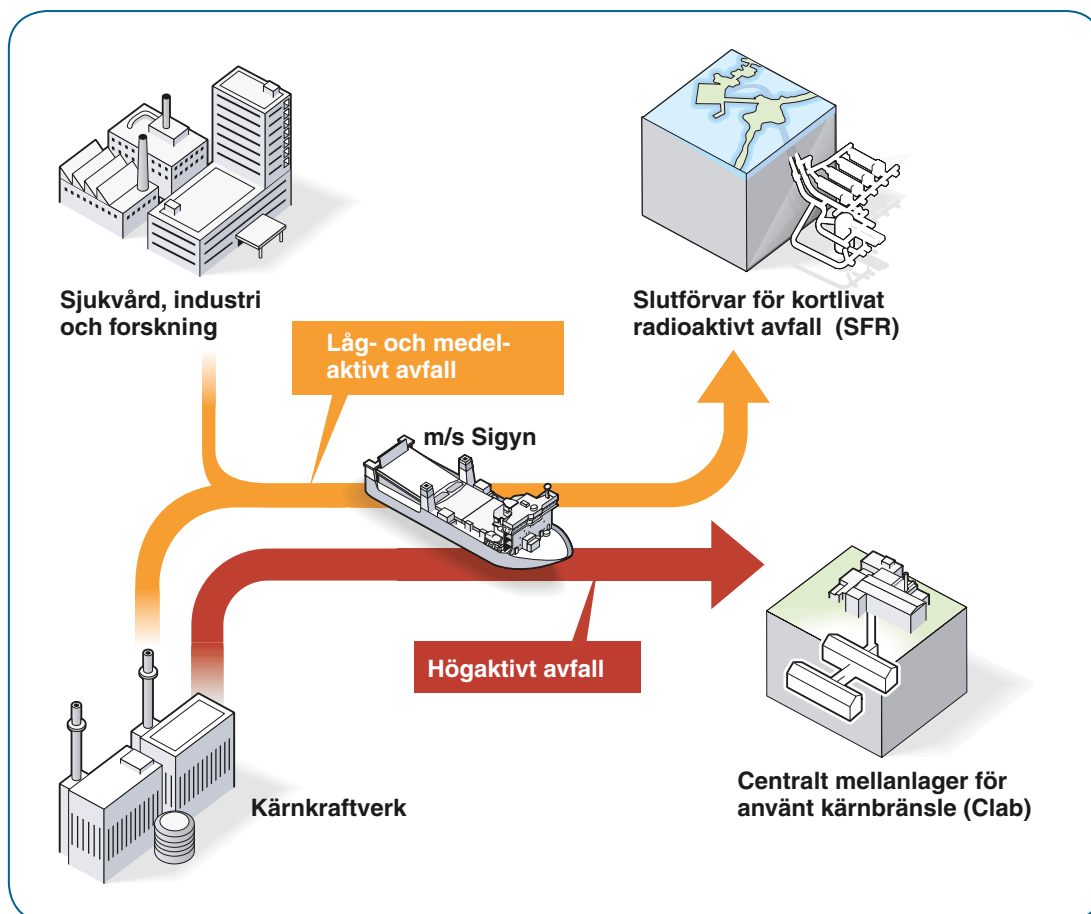 Sjukvård, industri
och forskning
Slutförvar för kortlivat
radioaktivt avfall (SFR)
Låg- och medel-
aktivt avfall
m/s Sigyn
Högaktivt avfall
Kärnkraftverk
Centralt mellanlager för
använt kärnbränsle (Clab)